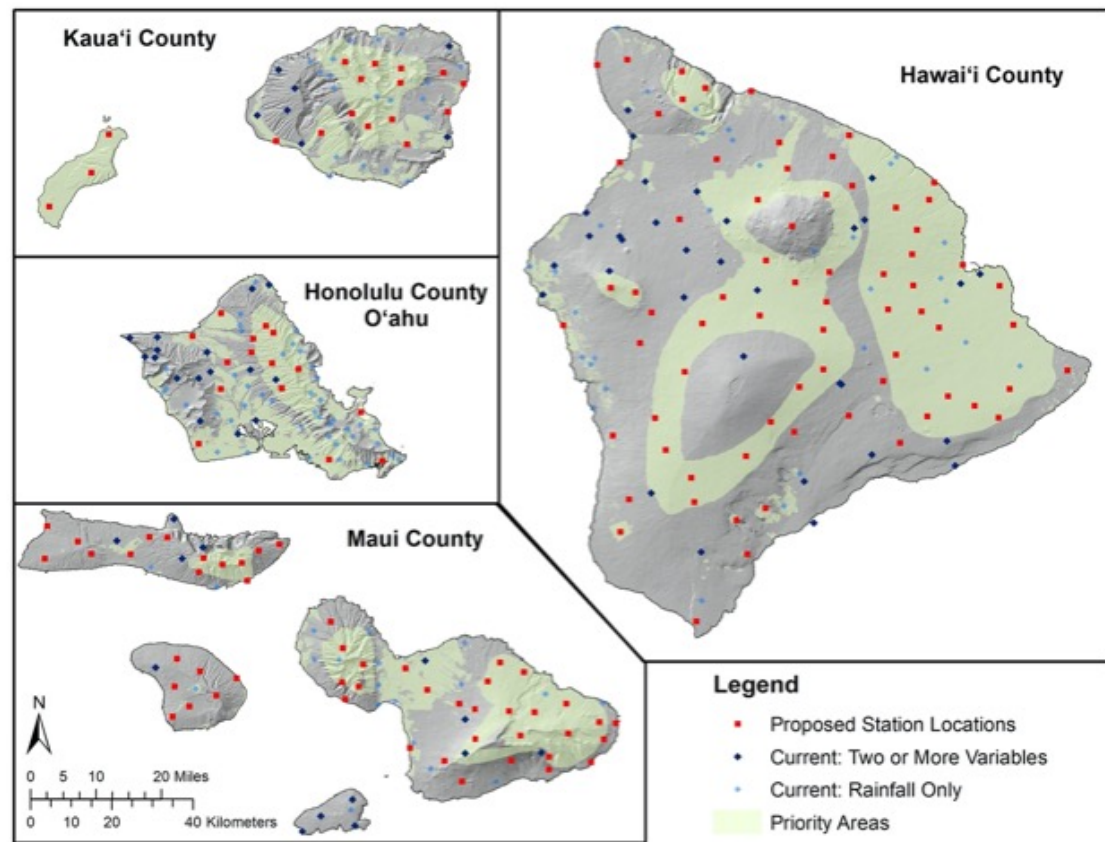 Kaua‘i County
Hawai‘i County
Honolulu County
O‘ahu
Maui County
N
0 5 10 20 Miles
0 10 20 40 Kilometers
Legend
Proposed Station Locations
Current: Two or More Variables
Current: Rainfall Only
Priority Areas